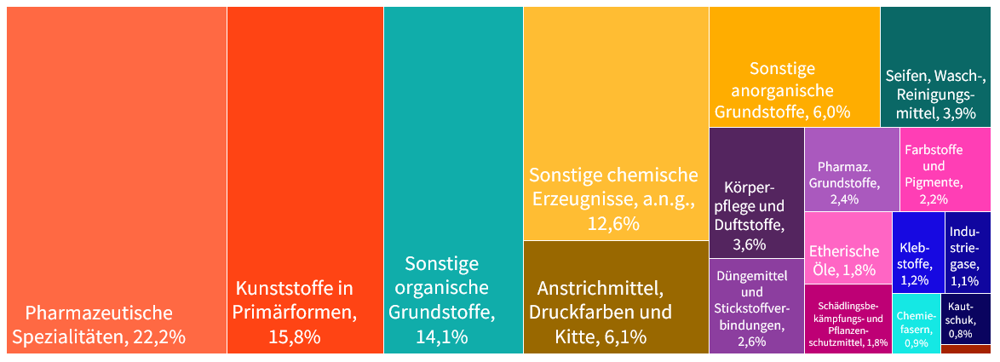 Pharmazeutische
Spezialitäten, 22,2%
Kunststoffe in
Primärformen,
15,8%
Sonstige
organische
Grundstoffe,
14,1%
Sonstige chemische
Erzeugnisse, a.n.g.,
12,6%
Anstrichmittel,
Druckfarben und
Kitte, 6,1%
Sonstige
anorganische
Grundstoffe, 6,0%
Seifen, Wasch-,
Reinigungs-
mittel, 3,9%
Körper-
pflege und
Duftstoffe,
3,6%
Düngemittel
und
Stickstoffver-
bindungen,
2,6%
Pharmaz.
Grundstoffe,
2,4%
Farbstoffe
und
Pigmente,
2,2%
Etherische
Öle, 1,8%
Schädlingsbe-
kämpfungs- und
Pflanzen-
schutzmittel, 1,8%
Kleb-
stoffe,
1,2%
Indu-
strie-
gase,
1,1%
Chemie-
fasern,
0,9%
Kaut-
schuk,
0,8%